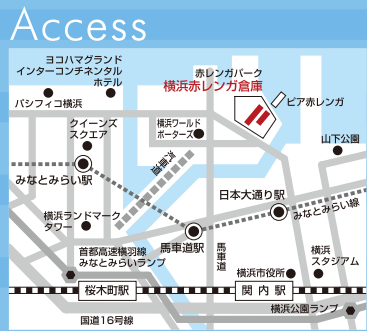 Access
ヨコハマグランド
インターコンチネンタル
ホテル
赤レンガパーク
横浜赤レンガ倉庫
パシフィコ横浜
ピア赤レンガ
クイーンズ
スクエア
横浜ワールド
ポーターズ
山下公園
汽車道
みなとみらい駅
日本大通り駅
みなとみらい線
横浜ランドマーク
タワー
馬車道駅
馬車道
首都高速横羽線
みなとみらいランプ
横浜市役所
横浜
スタジアム
桜木町駅
関内駅
横浜公園ランプ
国道16号線